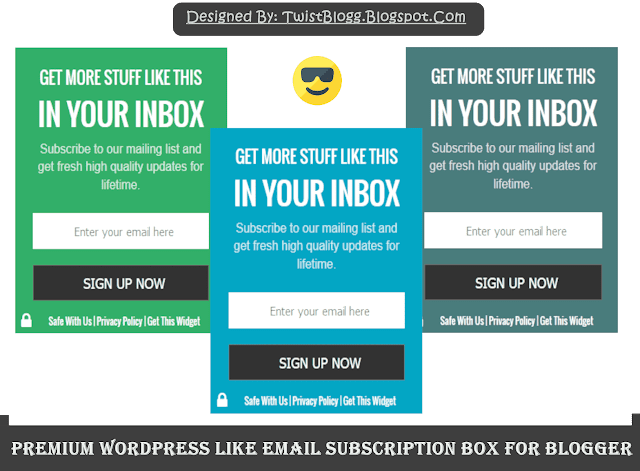 Designed By: TwistBlogg.Blogspot.Com
GET MORE STUFF LIKE THIS
IN YOUR INBOX
Subscribe to our mailing list and
get fresh high quality updates for
lifetime.
Enter your email here
SIGN UP NOW
Safe With Us | Privacy Policy | Get This Widget
GET MORE STUFF LIKE THIS
IN YOUR INBOX
Subscribe to our mailing list and
get fresh high quality updates for
lifetime.
Enter your email here
SIGN UP NOW
Safe With Us | Privacy Policy | Get This Widget
GET MORE STUFF LIKE THIS
IN YOUR INBOX
Subscribe to our mailing list and
get fresh high quality updates for
lifetime.
Enter your email here
SIGN UP NOW
Safe With Us | Privacy Policy | Get This Widget
PREMIUM WORDPRESS LIKE EMAIL SUBSCRIPTION BOX FOR BLOGGER